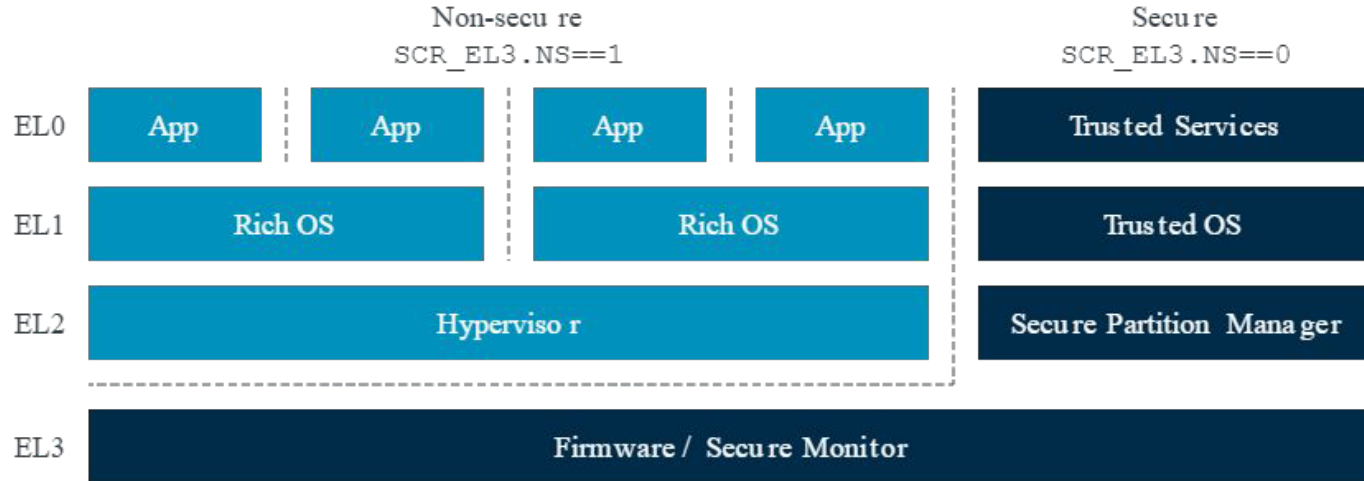 Non-secure
SCR_EL3.NS==1
Secure
SCR_EL3.NS==0
EL0
App
App
App
App
Trusted Services
EL1
Rich OS
Rich OS
Trusted OS
EL2
Hypervisor
Secure Partition Manager
EL3
Firmware / Secure Monitor